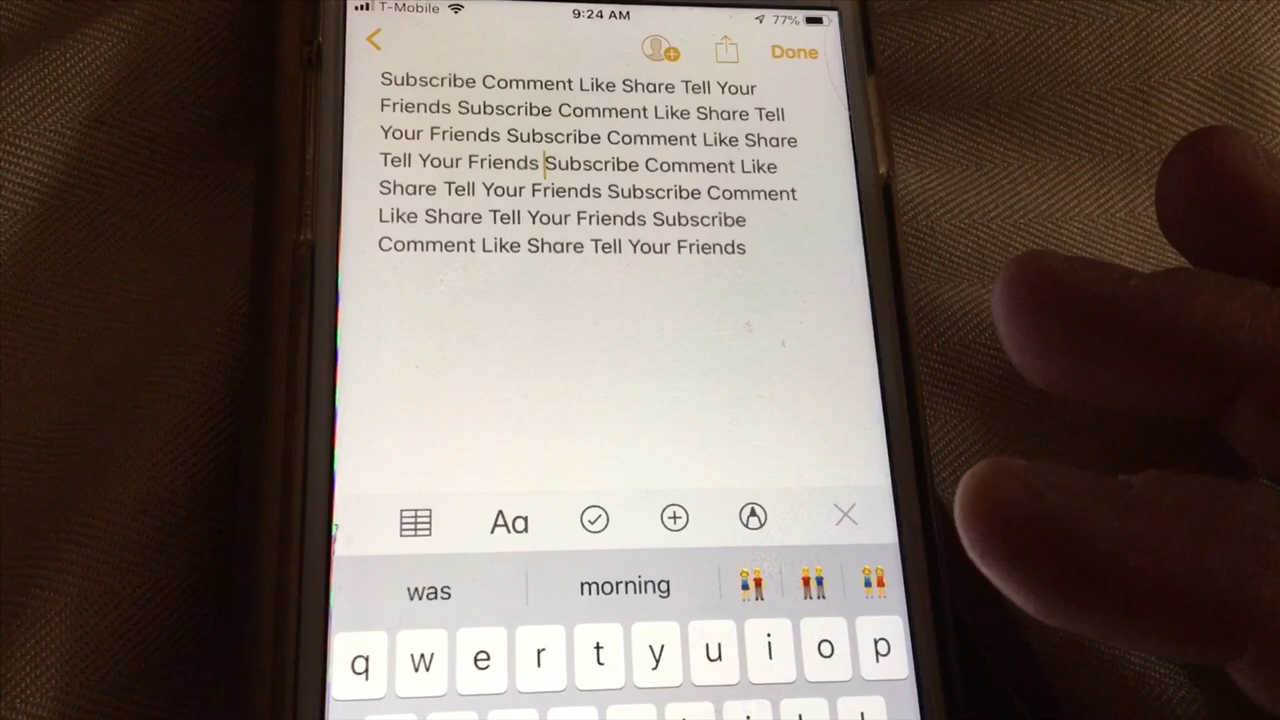 T-Mobile 9:24 AM 77%
Done
Subscribe Comment Like Share Tell Your
Friends Subscribe Comment Like Share Tell
Your Friends Subscribe Comment Like Share
Tell Your Friends Subscribe Comment Like
Share Tell Your Friends Subscribe Comment
Like Share Tell Your Friends Subscribe
Comment Like Share Tell Your Friends
Aa
was morning
q w e r t y u i o p